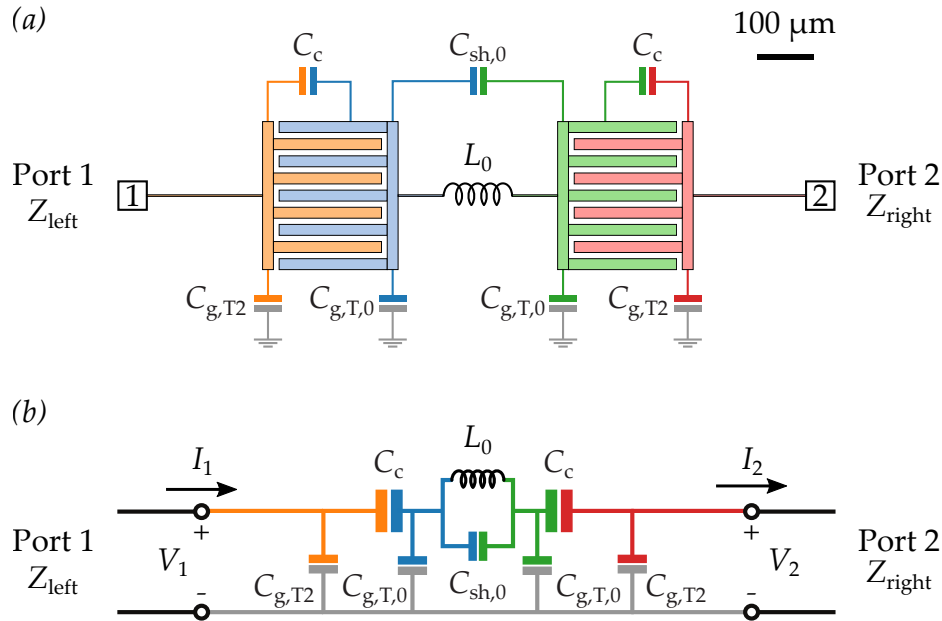 (a)
100 μm
C_c
C_sh,0
C_c
L_0
Port 1
Z_left
1
2
Port 2
Z_right
C_g,T2
C_g,T,0
C_g,T,0
C_g,T2
(b)
L_0
I_1
C_c
C_c
I_2
+
+
Port 1
Z_left
V_1
V_2
Port 2
Z_right
C_g,T2
C_g,T,0
C_sh,0
C_g,T,0
C_g,T2
-
-